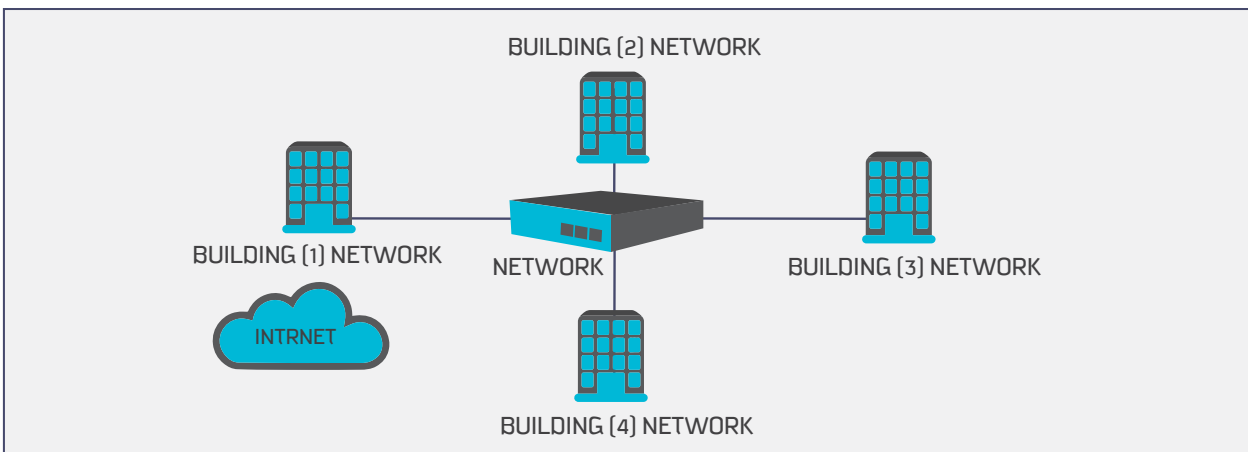 BUILDING (2) NETWORK
BUILDING (1) NETWORK
NETWORK
BUILDING (3) NETWORK
INTRNET
BUILDING (4) NETWORK